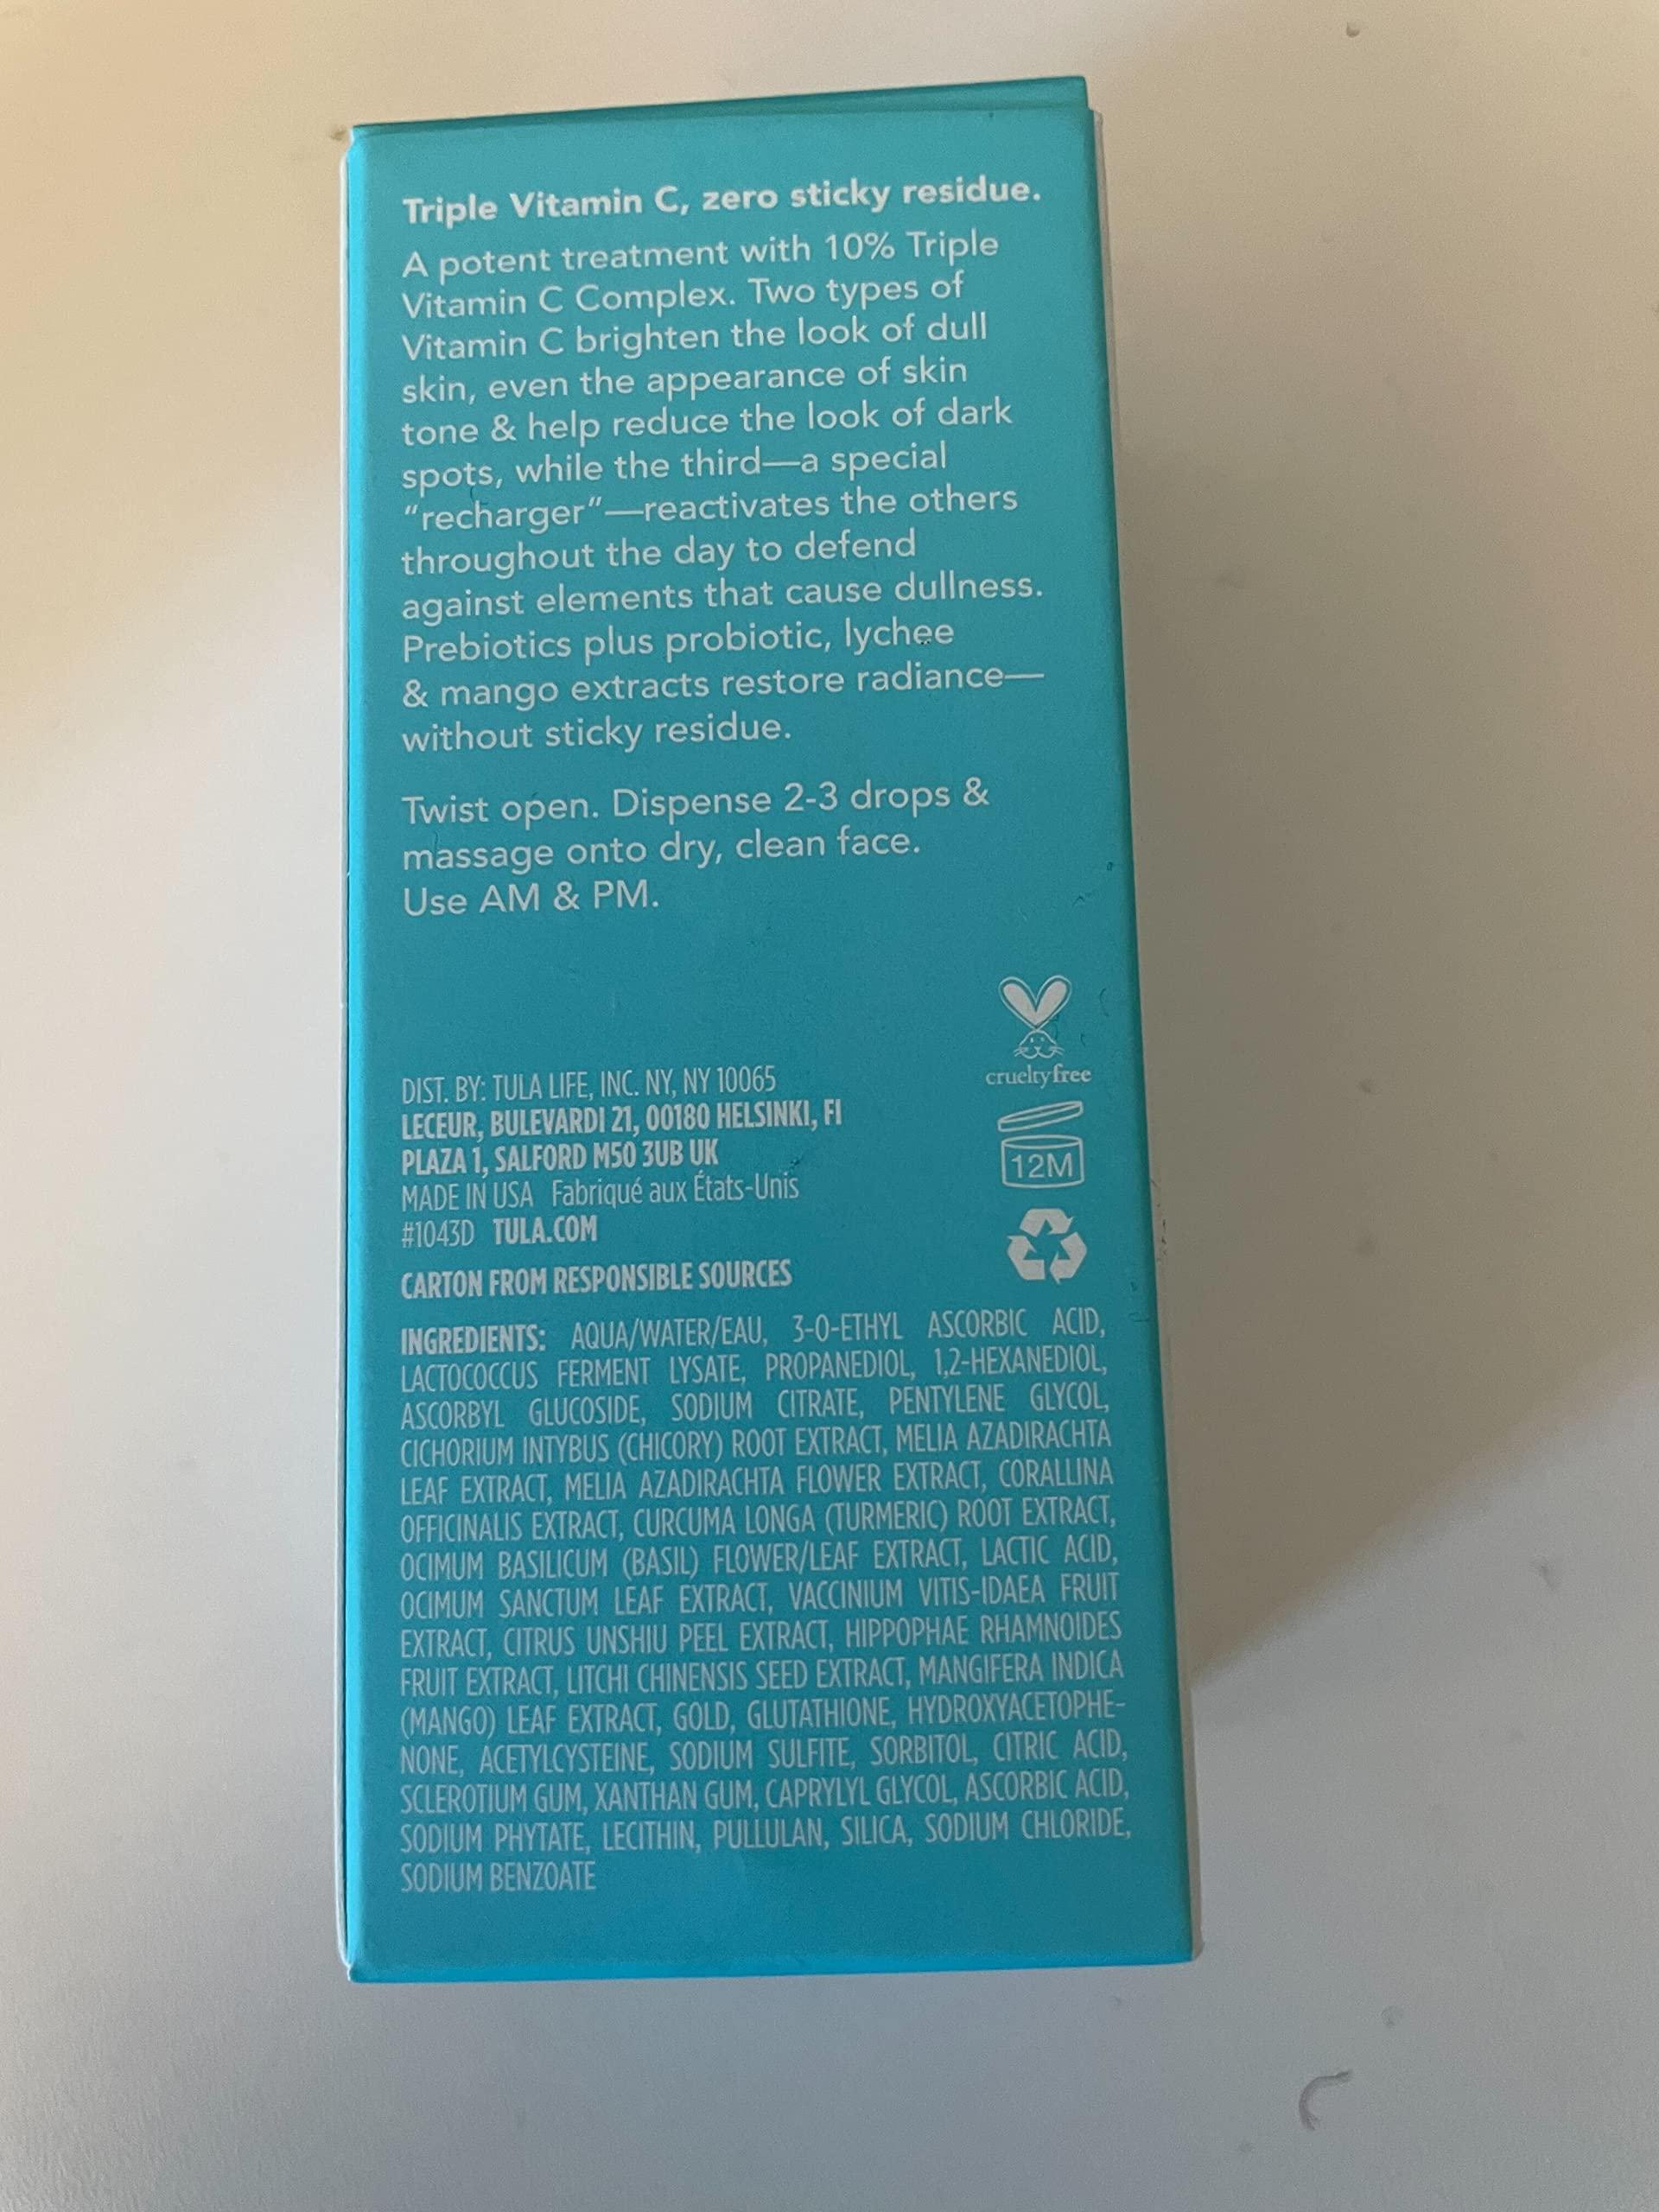 Triple Vitamin C, zero sticky residue.
A potent treatment with 10% Triple
Vitamin C Complex. Two types of
Vitamin C brighten the look of dull
skin, even the appearance of skin
tone & help reduce the look of dark
spots, while the third—a special
“recharger”—reactivates the others
throughout the day to defend
against elements that cause dullness.
Prebiotics plus probiotic, lychee
& mango extracts restore radiance—
without sticky residue.
Twist open. Dispense 2-3 drops &
massage onto dry, clean face.
Use AM & PM.
crueltyfree
12M
DIST. BY: TULA LIFE, INC. NY, NY 10065
LECEUR, BULEVARDI 21, 00180 HELSINKI, FI
PLAZA 1, SALFORD M50 3UB UK
MADE IN USA Fabriqué aux États-Unis
#1043D TULA.COM
CARTON FROM RESPONSIBLE SOURCES
INGREDIENTS: AQUA/WATER/EAU, 3-O-ETHYL ASCORBIC ACID,
LACTOCOCCUS FERMENT LYSATE, PROPANEDIOL, 1,2-HEXANEDIOL,
ASCORBYL GLUCOSIDE, SODIUM CITRATE, PENTYLENE GLYCOL,
CICHORIUM INTYBUS (CHICORY) ROOT EXTRACT, MELIA AZADIRACHTA
LEAF EXTRACT, MELIA AZADIRACHTA FLOWER EXTRACT, CORALLINA
OFFICINALIS EXTRACT, CURCUMA LONGA (TURMERIC) ROOT EXTRACT,
OCIMUM BASILICUM (BASIL) FLOWER/LEAF EXTRACT, LACTIC ACID,
OCIMUM SANCTUM LEAF EXTRACT, VACCINIUM VITIS-IDAEA FRUIT
EXTRACT, CITRUS UNSHIU PEEL EXTRACT, HIPPOPHAE RHAMNOIDES
FRUIT EXTRACT, LITCHI CHINENSIS SEED EXTRACT, MANGIFERA INDICA
(MANGO) LEAF EXTRACT, GOLD, GLUTATHIONE, HYDROXYACETOPHE-
NONE, ACETYLCYSTEINE, SODIUM SULFITE, SORBITOL, CITRIC ACID,
SCLEROTIUM GUM, XANTHAN GUM, CAPRYLYL GLYCOL, ASCORBIC ACID,
SODIUM PHYTATE, LECITHIN, PULLULAN, SILICA, SODIUM CHLORIDE,
SODIUM BENZOATE